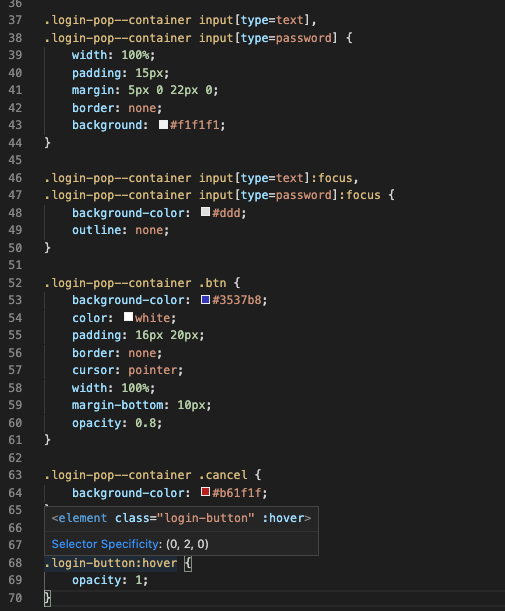 36
37 .login-pop--container input[type=text],
38 .login-pop--container input[type=password] {
39 width: 100%;
40 padding: 15px;
41 margin: 5px 0 22px 0;
42 border: none;
43 background: #f1f1f1;
44 }
45
46 .login-pop--container input[type=text]:focus,
47 .login-pop--container input[type=password]:focus {
48 background-color: #ddd;
49 outline: none;
50 }
51
52 .login-pop--container .btn {
53 background-color: #3537b8;
54 color: white;
55 padding: 16px 20px;
56 border: none;
57 cursor: pointer;
58 width: 100%;
59 margin-bottom: 10px;
60 opacity: 0.8;
61 }
62
63 .login-pop--container .cancel {
64 background-color: #b61f1f;
65
66 <element class="login-button" :hover>
67 Selector Specificity: (0, 2, 0)
68 .login-button:hover {
69 opacity: 1;
70 }